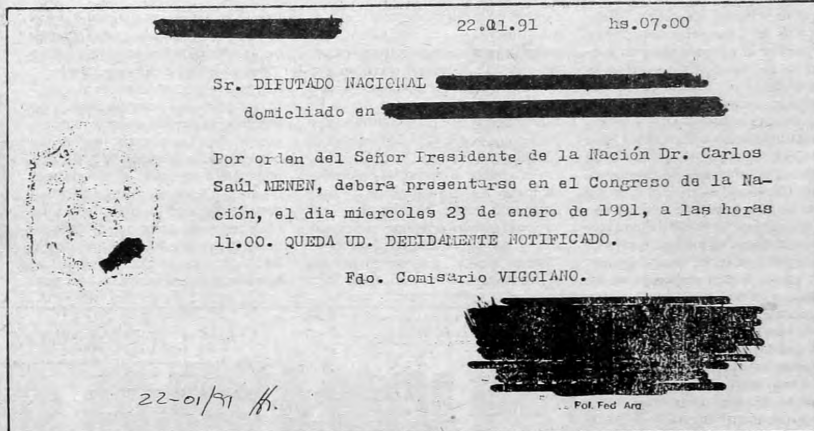 22.01.91 hs.07.00
Sr. DIPUTADO NACIONAL
domicliado en
Por orden del Señor Presidente de la Nación Dr. Carlos
Saúl MENEN, debera presentarse en el Congreso de la Na-
ción, el dia miercoles 23 de enero de 1991, a las horas
11.00. QUEDA UD. DEBIDAMENTE NOTIFICADO.
Fdo. Comisario VIGGIANO.
22-01/91
Pol. Fed Arg